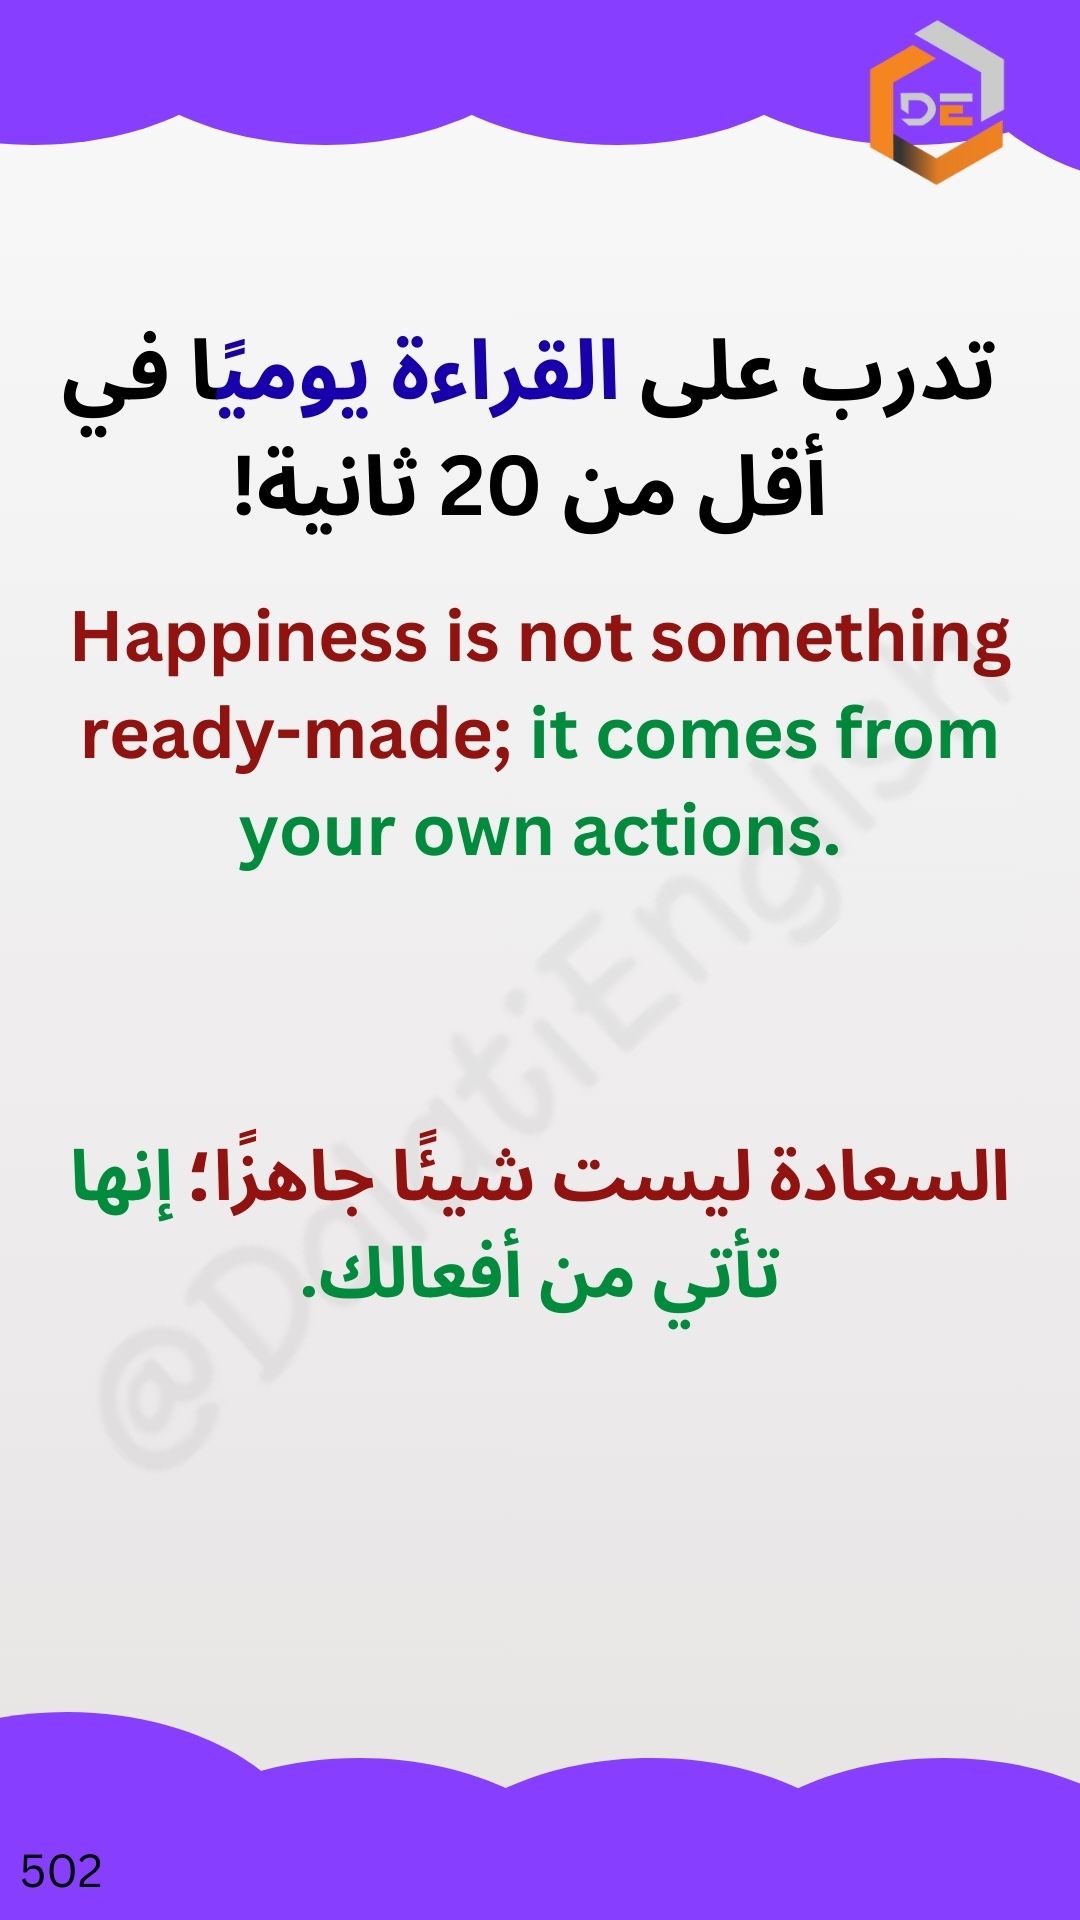 DE
تدرب على القراءة يوميًا في
أقل من 20 ثانية!
Happiness is not something
ready-made; it comes from
your own actions.
السعادة ليست شيئًا جاهزًا؛ إنها
تأتي من أفعالك.
@DdlatiEnglish
502